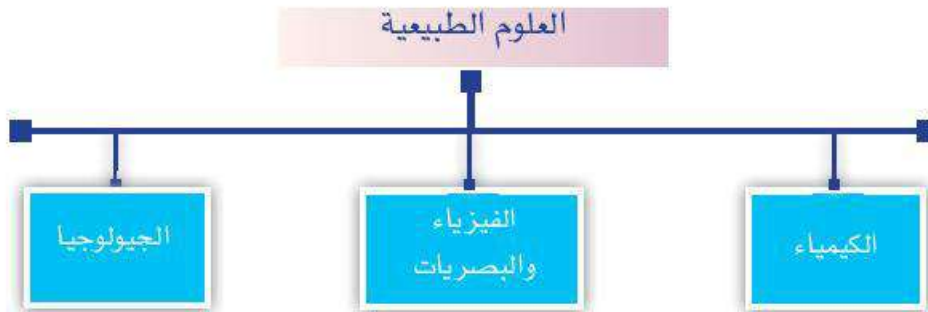 العلوم الطبيعية
الكيمياء
الفيزياء
والبصريات
الجيولوجيا